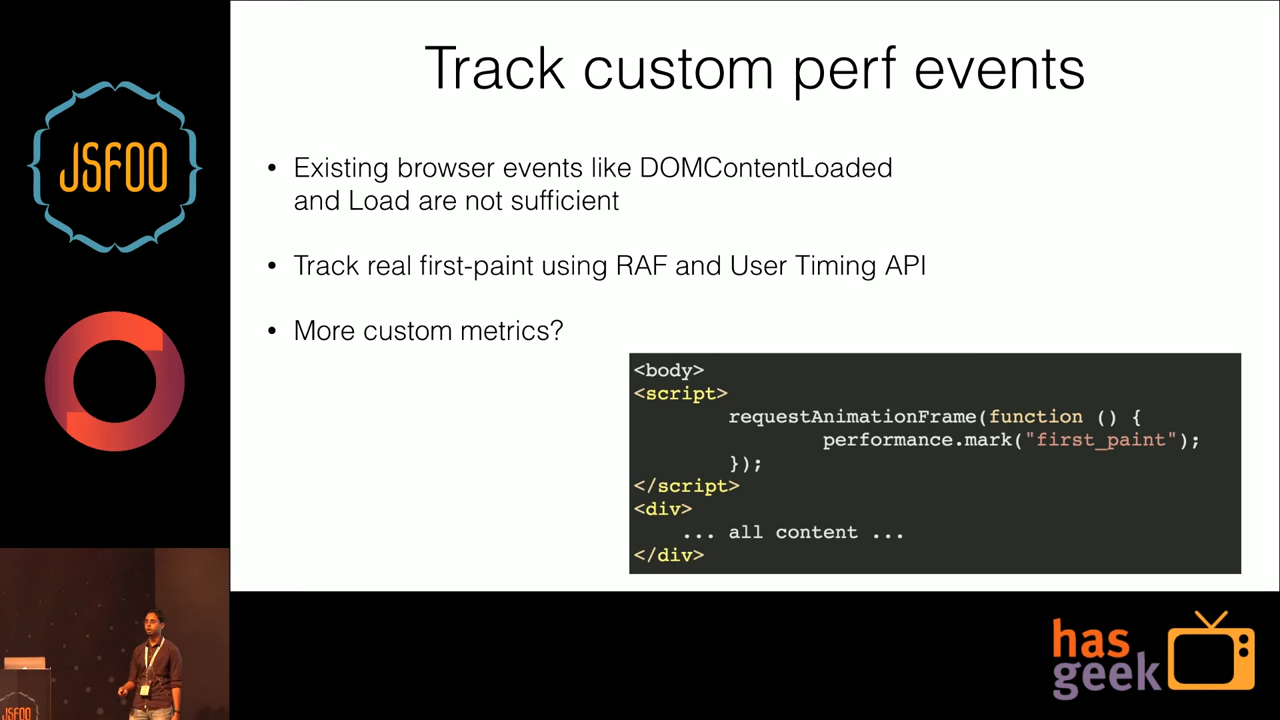 Track custom perf events
JSFOO
• Existing browser events like DOMContentLoaded
and Load are not sufficient
• Track real first-paint using RAF and User Timing API
• More custom metrics?
<body>
<script>
requestAnimationFrame(function () {
performance.mark("first_paint");
});
</script>
<div>
... all content ...
</div>
has
geek
JSFOO